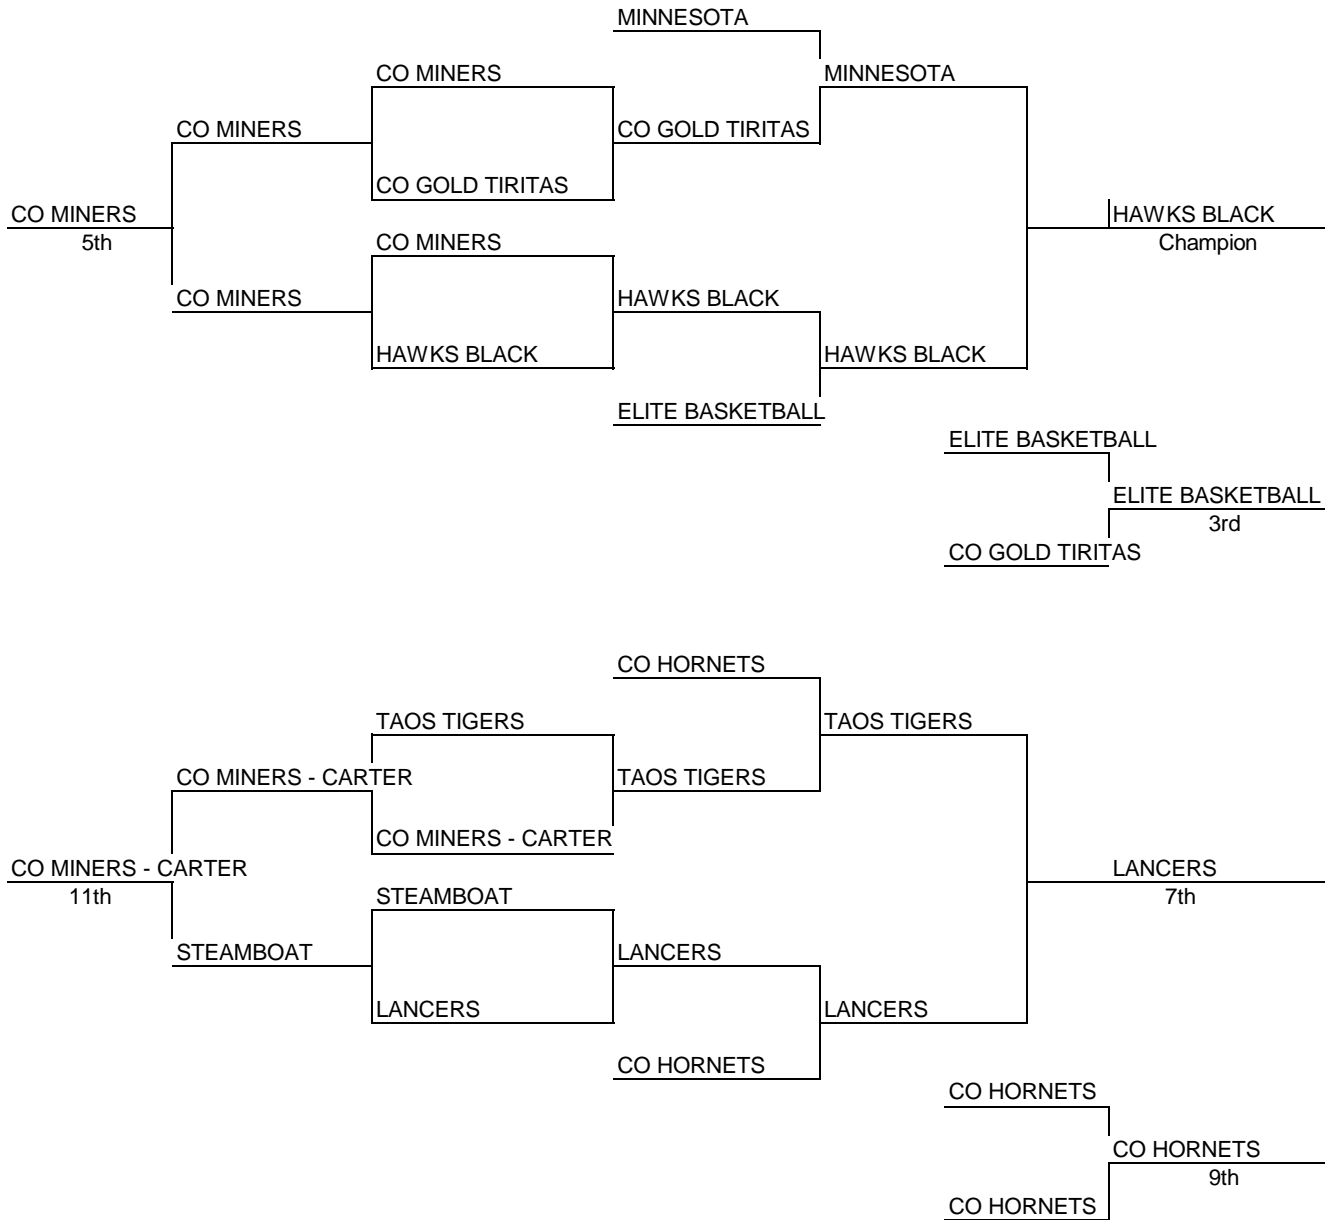 MINNESOTA
CO MINERS
MINNESOTA
CO MINERS
CO GOLD TIRITAS
CO GOLD TIRITAS
CO MINERS
HAWKS BLACK
5th
CO MINERS
Champion
CO MINERS
HAWKS BLACK
HAWKS BLACK
HAWKS BLACK
ELITE BASKETBALL
ELITE BASKETBALL
ELITE BASKETBALL
3rd
CO GOLD TIRITAS
CO HORNETS
TAOS TIGERS
TAOS TIGERS
CO MINERS - CARTER
TAOS TIGERS
CO MINERS - CARTER
CO MINERS - CARTER
LANCERS
11th
STEAMBOAT
7th
STEAMBOAT
LANCERS
LANCERS
LANCERS
CO HORNETS
CO HORNETS
CO HORNETS
9th
CO HORNETS